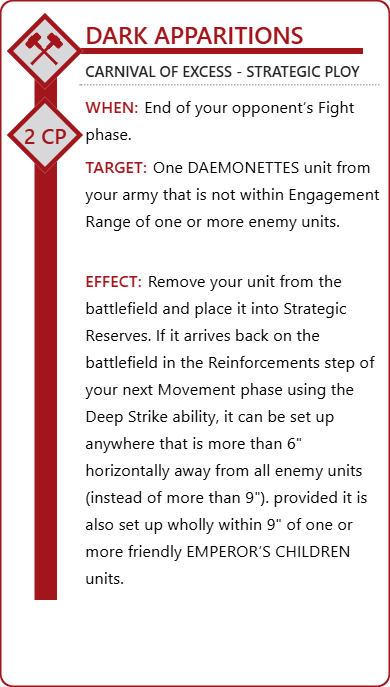 DARK APPARITIONS
CARNIVAL OF EXCESS - STRATEGIC PLOY
2 CP
WHEN: End of your opponent’s Fight
phase.
TARGET: One DAEMONETTES unit from
your army that is not within Engagement
Range of one or more enemy units.
EFFECT: Remove your unit from the
battlefield and place it into Strategic
Reserves. If it arrives back on the
battlefield in the Reinforcements step of
your next Movement phase using the
Deep Strike ability, it can be set up
anywhere that is more than 6"
horizontally away from all enemy units
(instead of more than 9"). provided it is
also set up wholly within 9" of one or
more friendly EMPEROR’S CHILDREN
units.